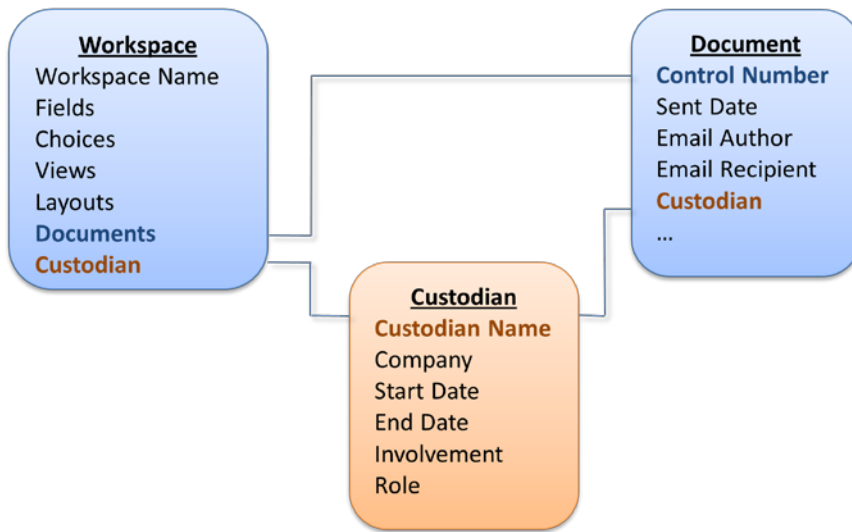 Workspace
Workspace Name
Fields
Choices
Views
Layouts
Documents
Custodian
Document
Control Number
Sent Date
Email Author
Email Recipient
Custodian
...
Custodian
Custodian Name
Company
Start Date
End Date
Involvement
Role